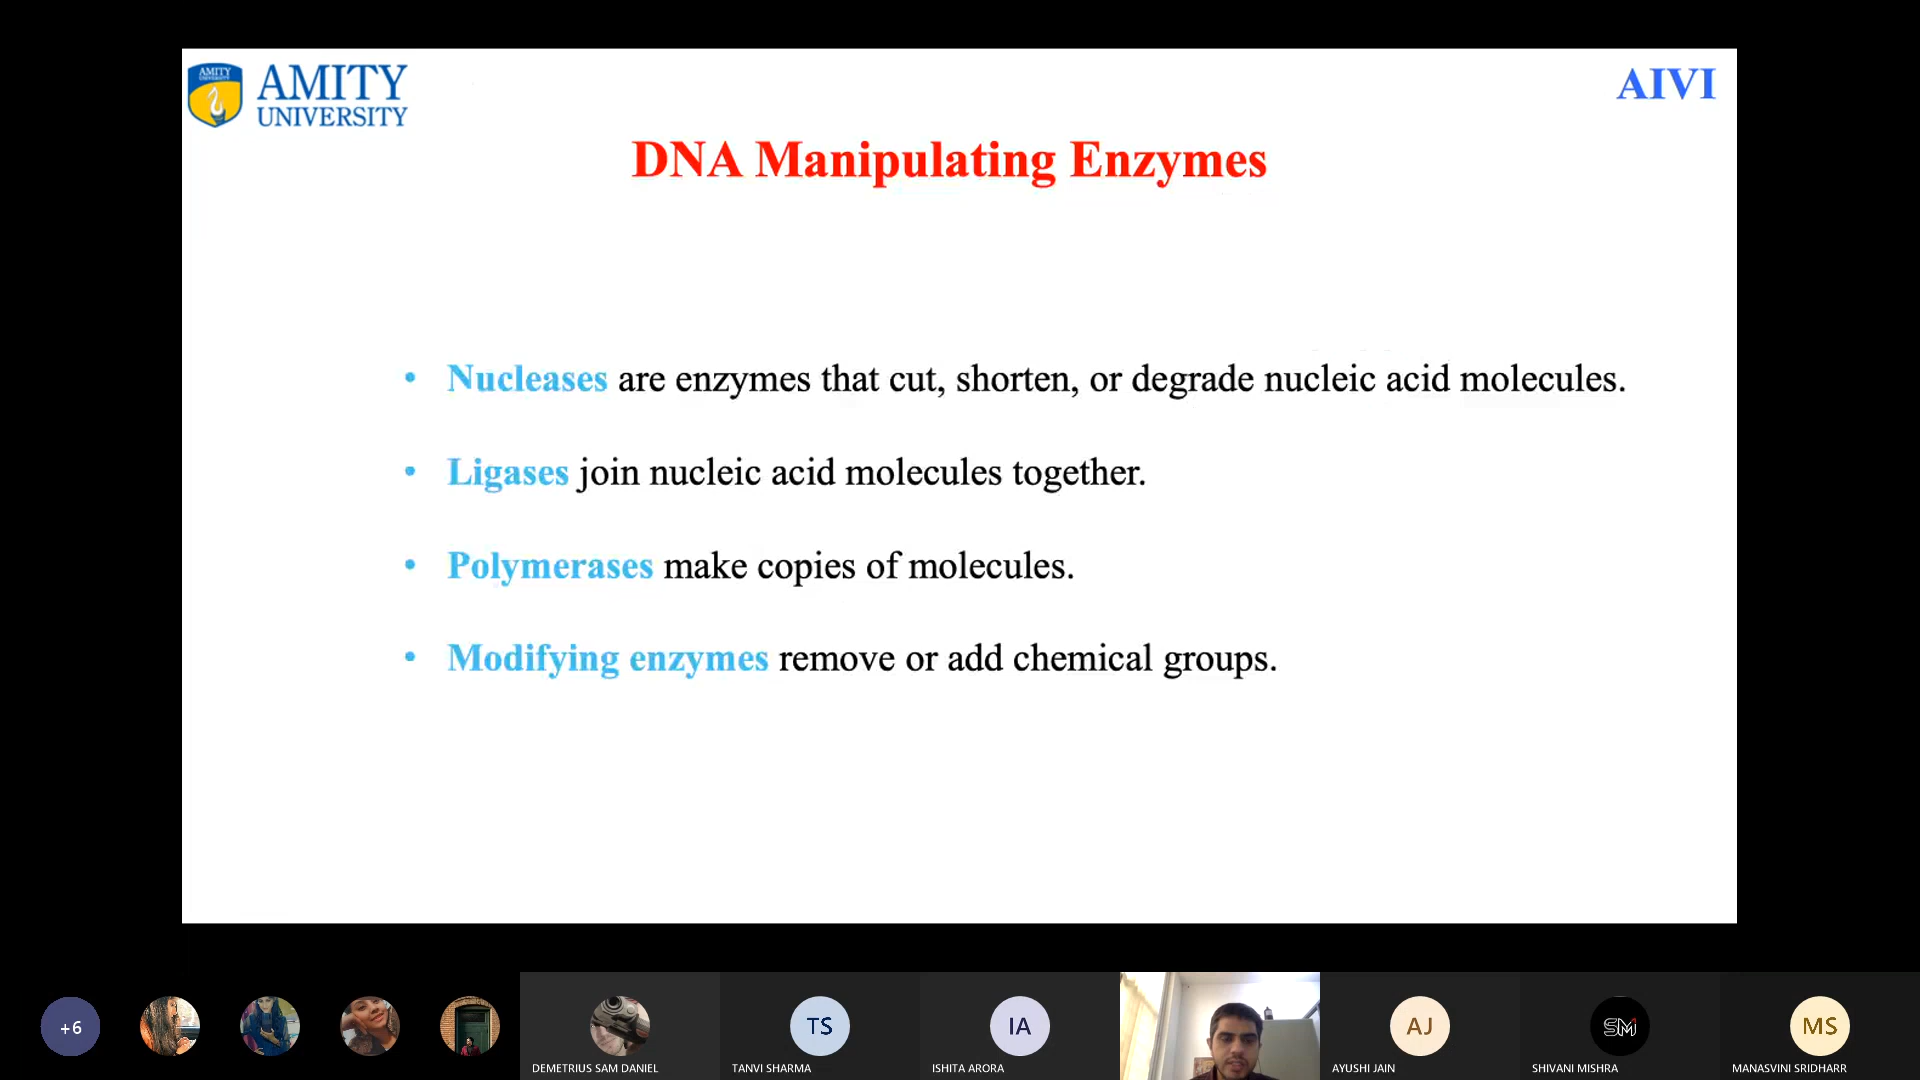 AMITY
UNIVERSITY
AMITY
AIVI
DNA Manipulating Enzymes
• Nucleases are enzymes that cut, shorten, or degrade nucleic acid molecules.
• Ligases join nucleic acid molecules together.
• Polymerases make copies of molecules.
• Modifying enzymes remove or add chemical groups.
+6
TS
IA
AJ
SM
MS
DEMETRIUS SAM DANIEL
TANVI SHARMA
ISHITA ARORA
AYUSHI JAIN
SHIVANI MISHRA
MANASVINI SRIDHARR